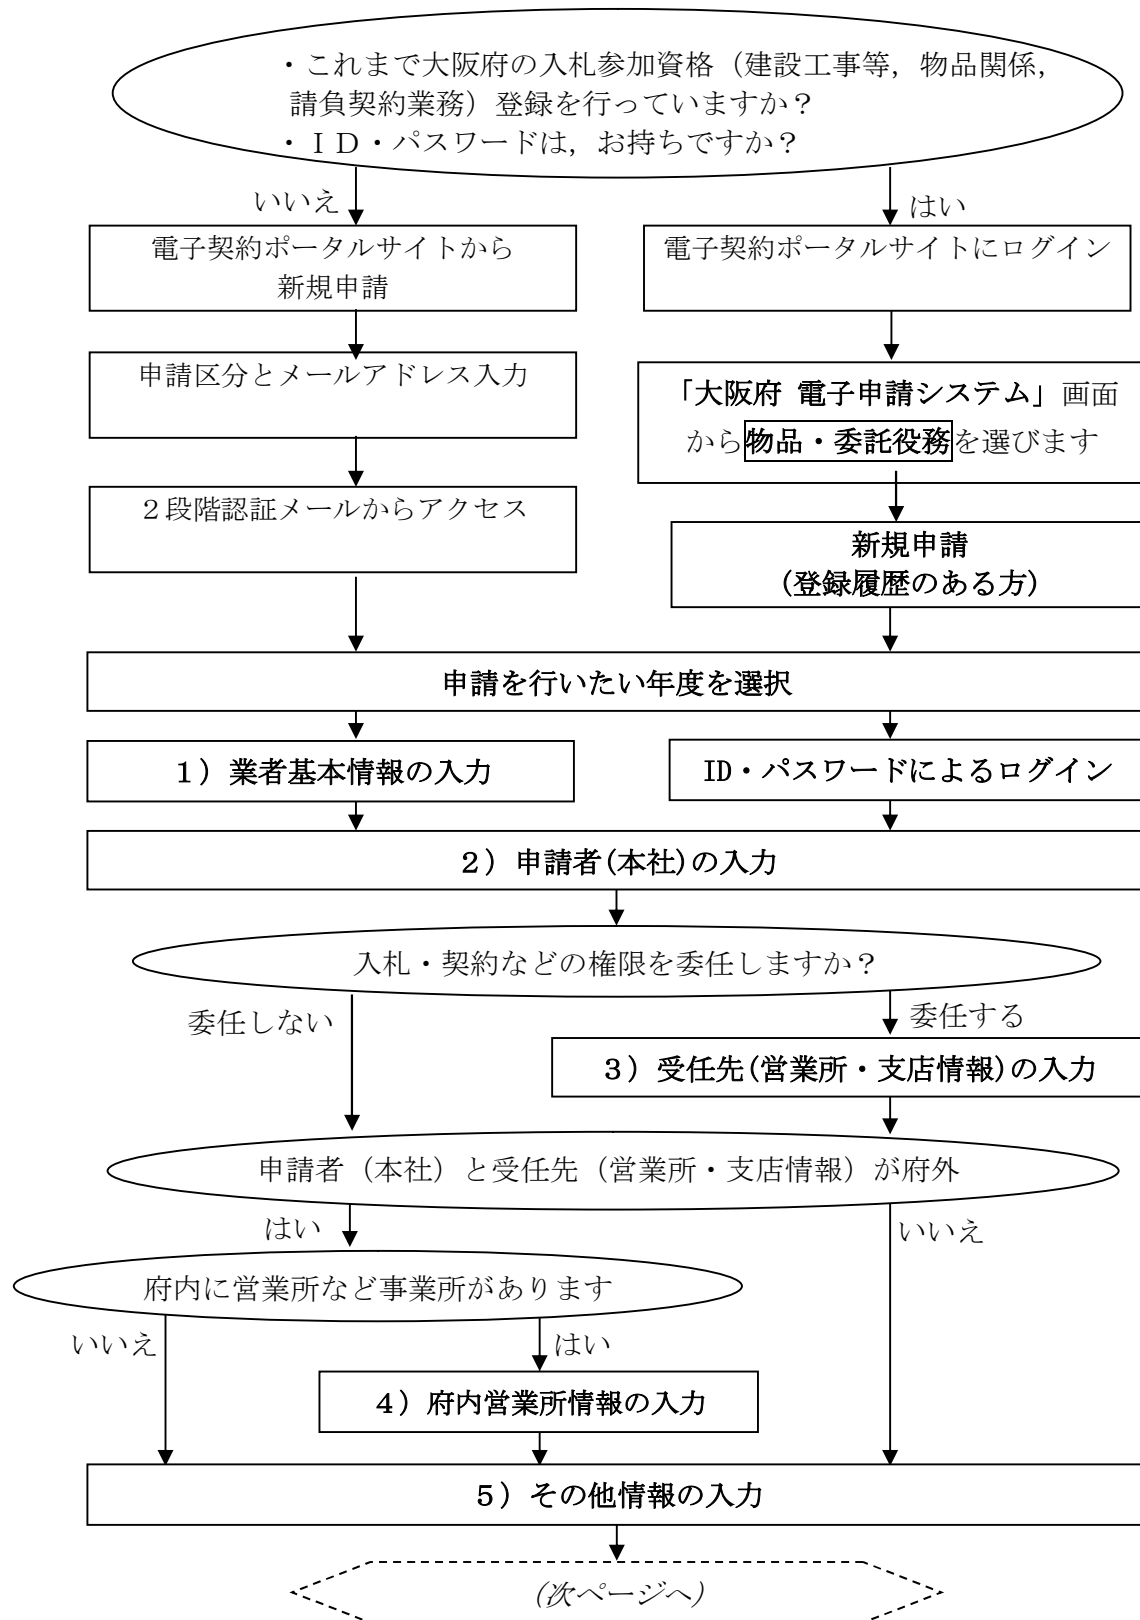 ・これまで大阪府の入札参加資格（建設工事等，物品関係，
請負契約業務）登録を行っていますか？
・ＩＤ・パスワードは，お持ちですか？
いいえ
はい
電子契約ポータルサイトから
新規申請
電子契約ポータルサイトにログイン
申請区分とメールアドレス入力
「大阪府 電子申請システム」画面
から物品・委託役務を選びます
２段階認証メールからアクセス
新規申請
(登録履歴のある方)
申請を行いたい年度を選択
１）業者基本情報の入力
ID・パスワードによるログイン
２）申請者(本社)の入力
入札・契約などの権限を委任しますか？
委任しない
委任する
３）受任先(営業所・支店情報)の入力
申請者（本社）と受任先（営業所・支店情報）が府外
はい
いいえ
府内に営業所など事業所があります
いいえ
はい
４）府内営業所情報の入力
５）その他情報の入力
(次ページへ)